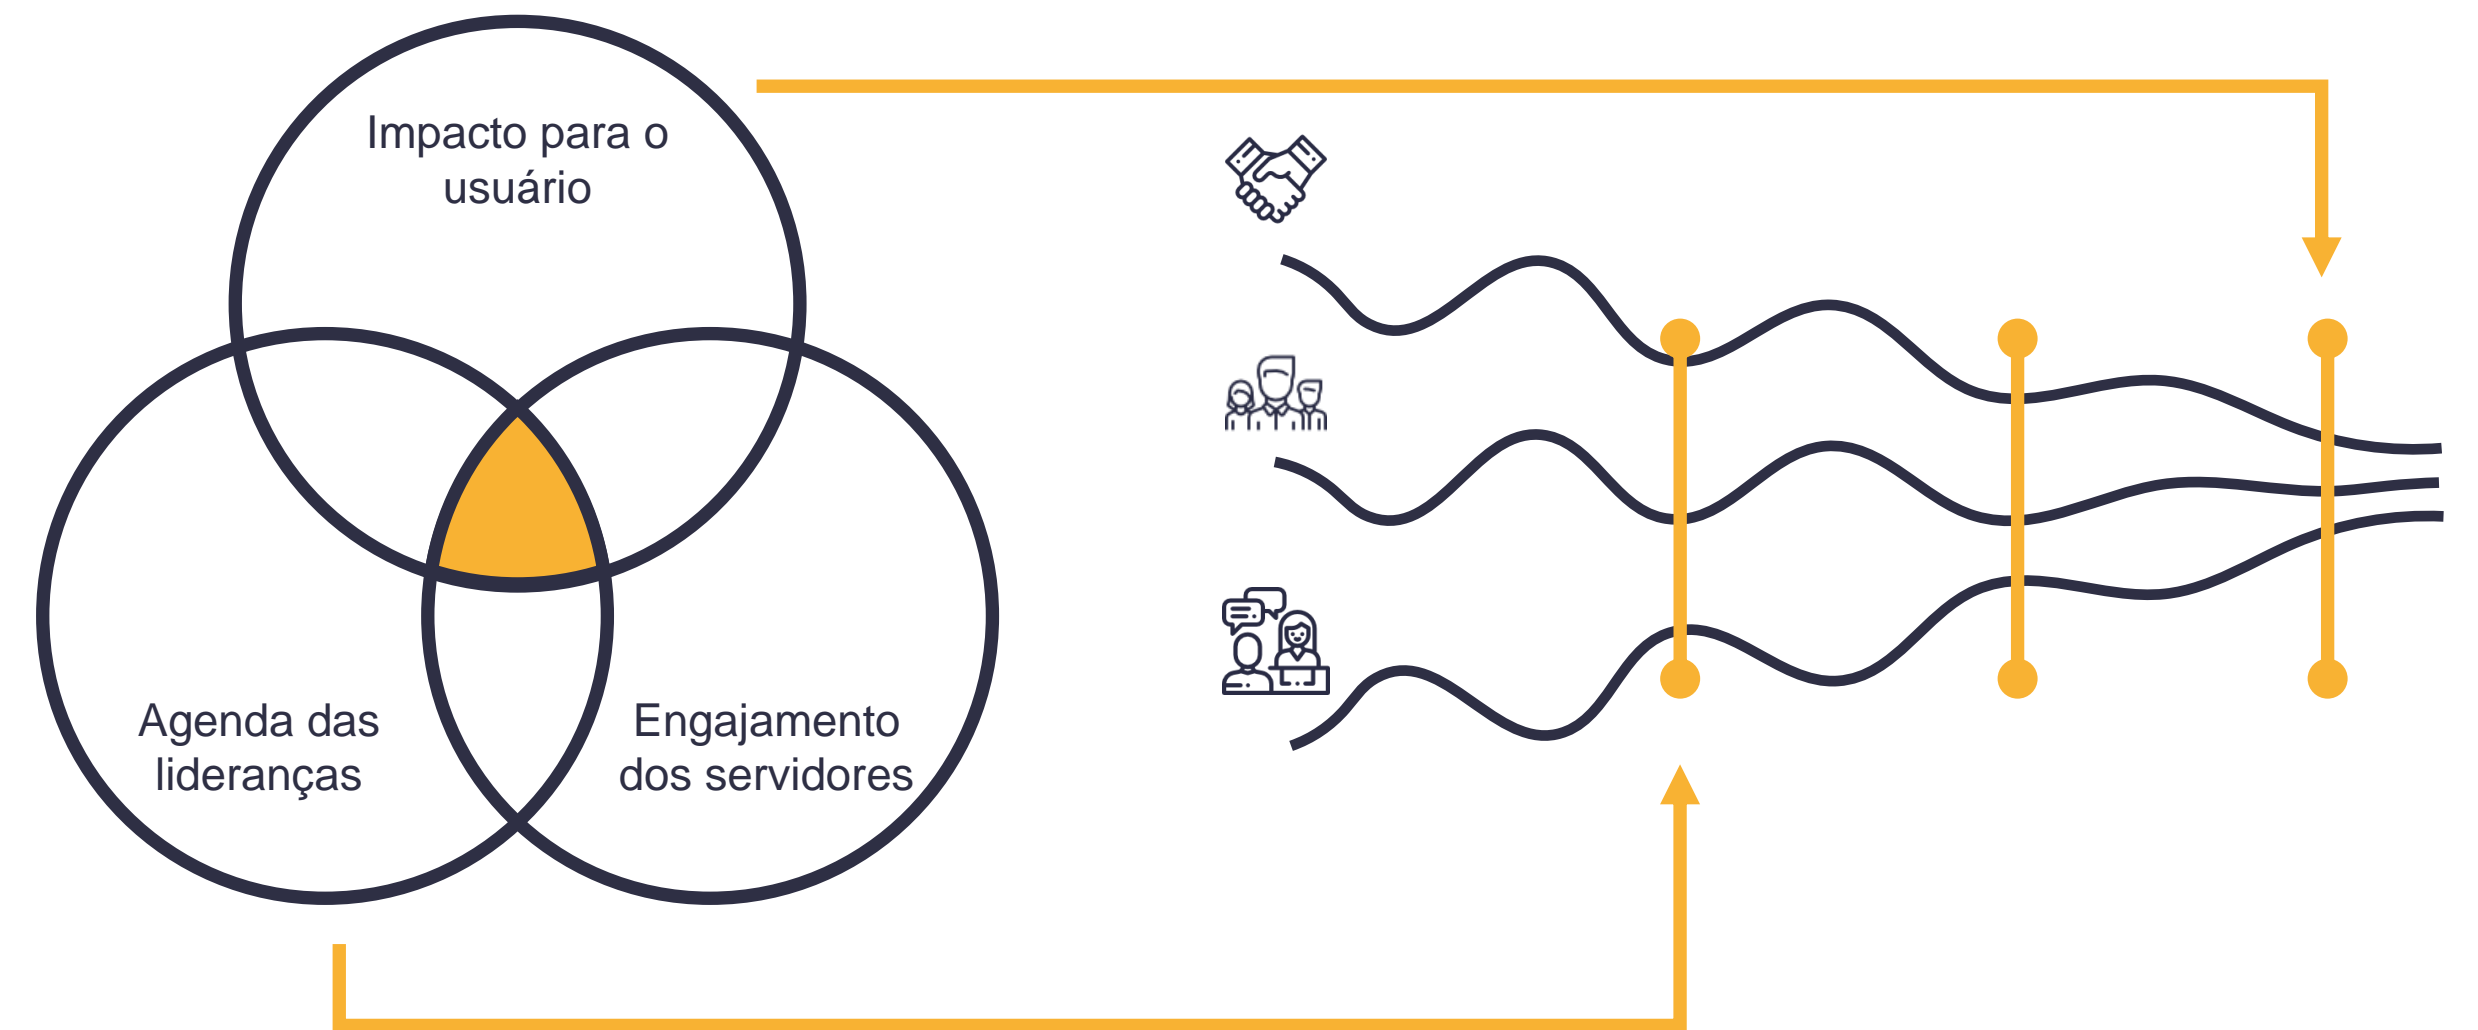 Impacto para o
usuário
Agenda das
lideranças
Engajamento
dos servidores